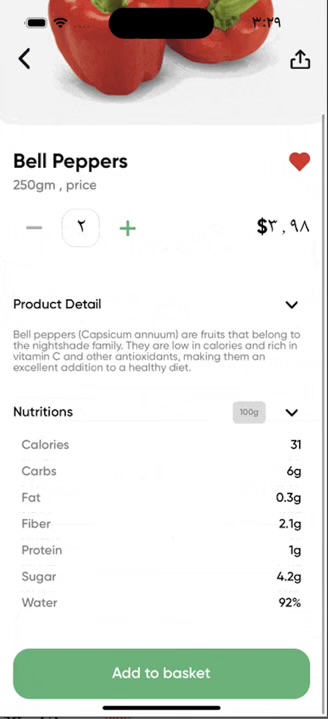 ٣:٢٩
Bell Peppers
250gm , price
٢
$٣,٩٨
Product Detail
Bell peppers (Capsicum annuum) are fruits that belong to
the nightshade family. They are low in calories and rich in
vitamin C and other antioxidants, making them an
excellent addition to a healthy diet.
Nutritions 100g
Calories 31
Carbs 6g
Fat 0.3g
Fiber 2.1g
Protein 1g
Sugar 4.2g
Water 92%
Add to basket